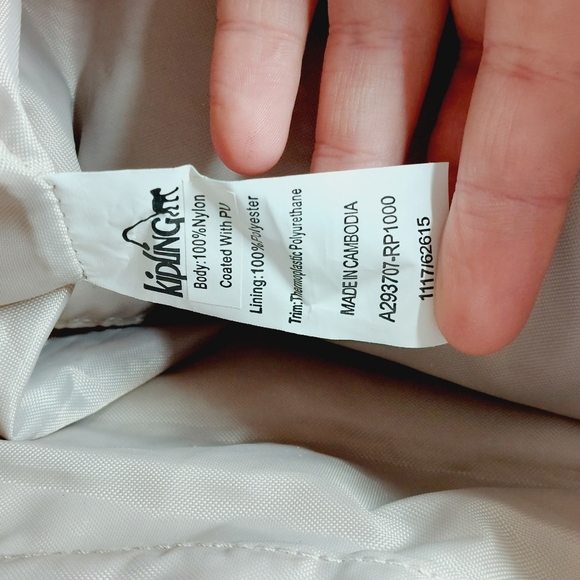 kipling
Body:100%Nylon
Coated With PU
Lining:100%Polyester
Trim:Thermoplastic Polyurethane
MADE IN CAMBODIA
A293707-RP1000
1117/62615